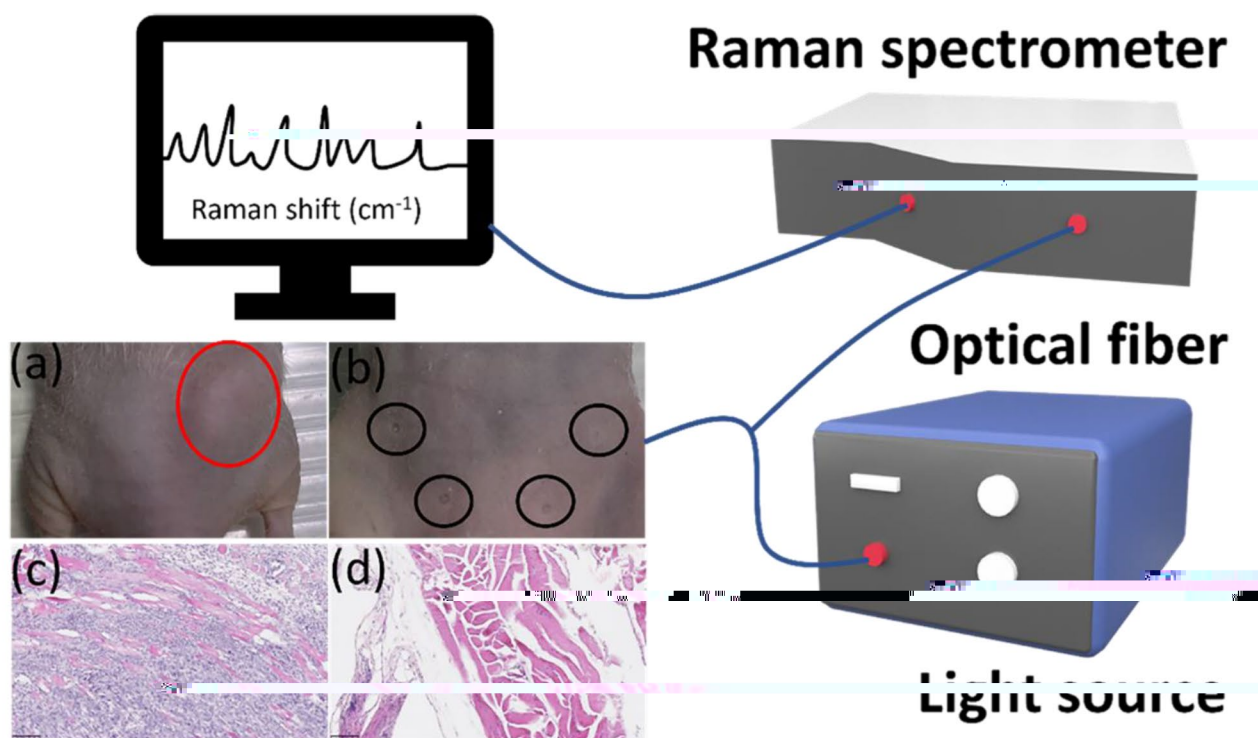 Raman spectrometer
Raman shift (cm⁻¹)
Optical fiber
(a)
(b)
(c)
(d)
Light source